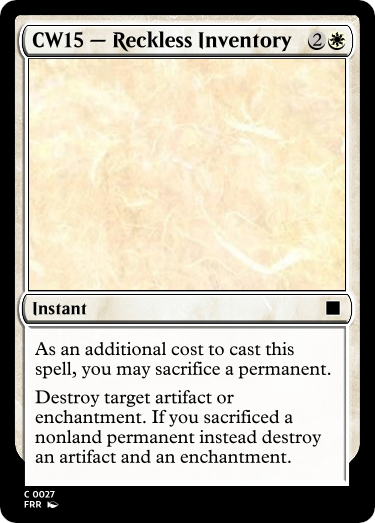 CW15 — Reckless Inventory 2
Instant
As an additional cost to cast this
spell, you may sacrifice a permanent.
Destroy target artifact or
enchantment. If you sacrificed a
nonland permanent instead destroy
an artifact and an enchantment.
C 0027
FRR